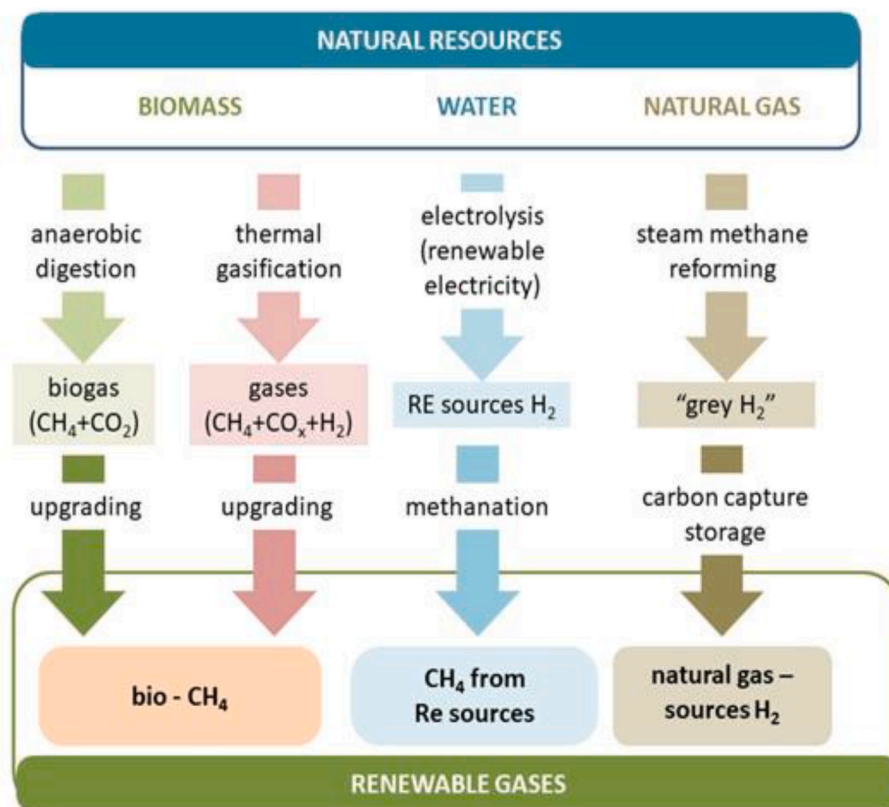 NATURAL RESOURCES
BIOMASS
WATER
NATURAL GAS
anaerobic
digestion
thermal
gasification
electrolysis
(renewable
electricity)
steam methane
reforming
biogas
(CH₄+CO₂)
gases
(CH₄+COₓ+H₂)
RE sources H₂
“grey H₂”
upgrading
upgrading
methanation
carbon capture
storage
bio - CH₄
CH₄ from
Re sources
natural gas –
sources H₂
RENEWABLE GASES